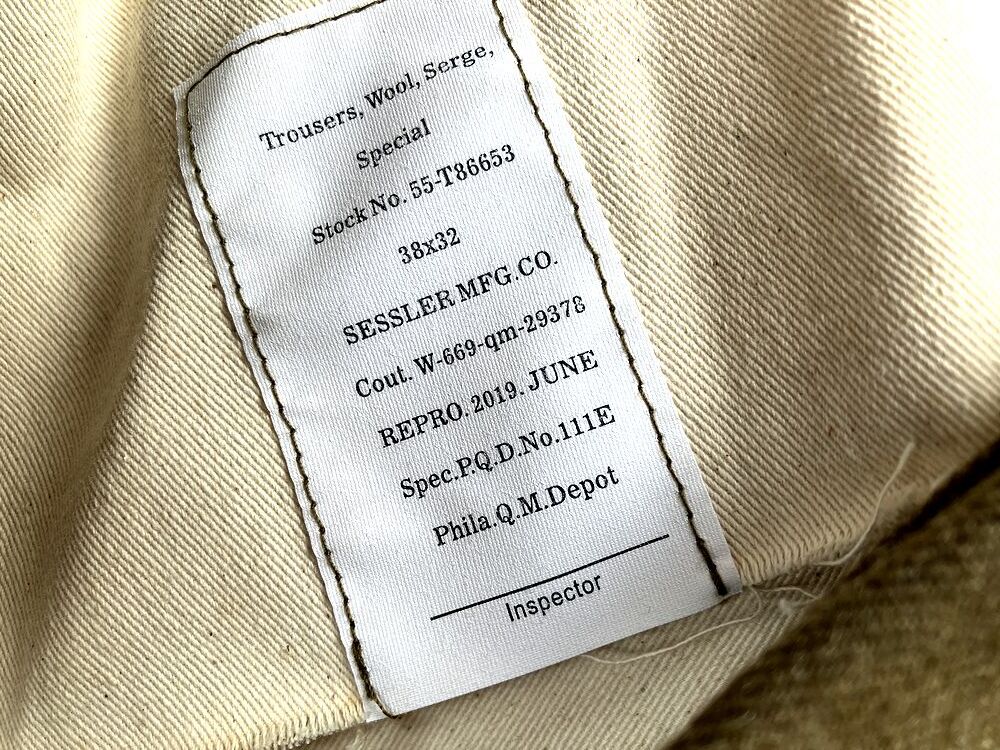 Trousers, Wool, Serge,
Special
Stock No. 55-T86653
38x32
SESSLER MFG.CO.
Cout. W-669-qm-29378
REPRO. 2019. JUNE
Spec.P.Q.D.No.111E
Phila.Q.M.Depot
Inspector